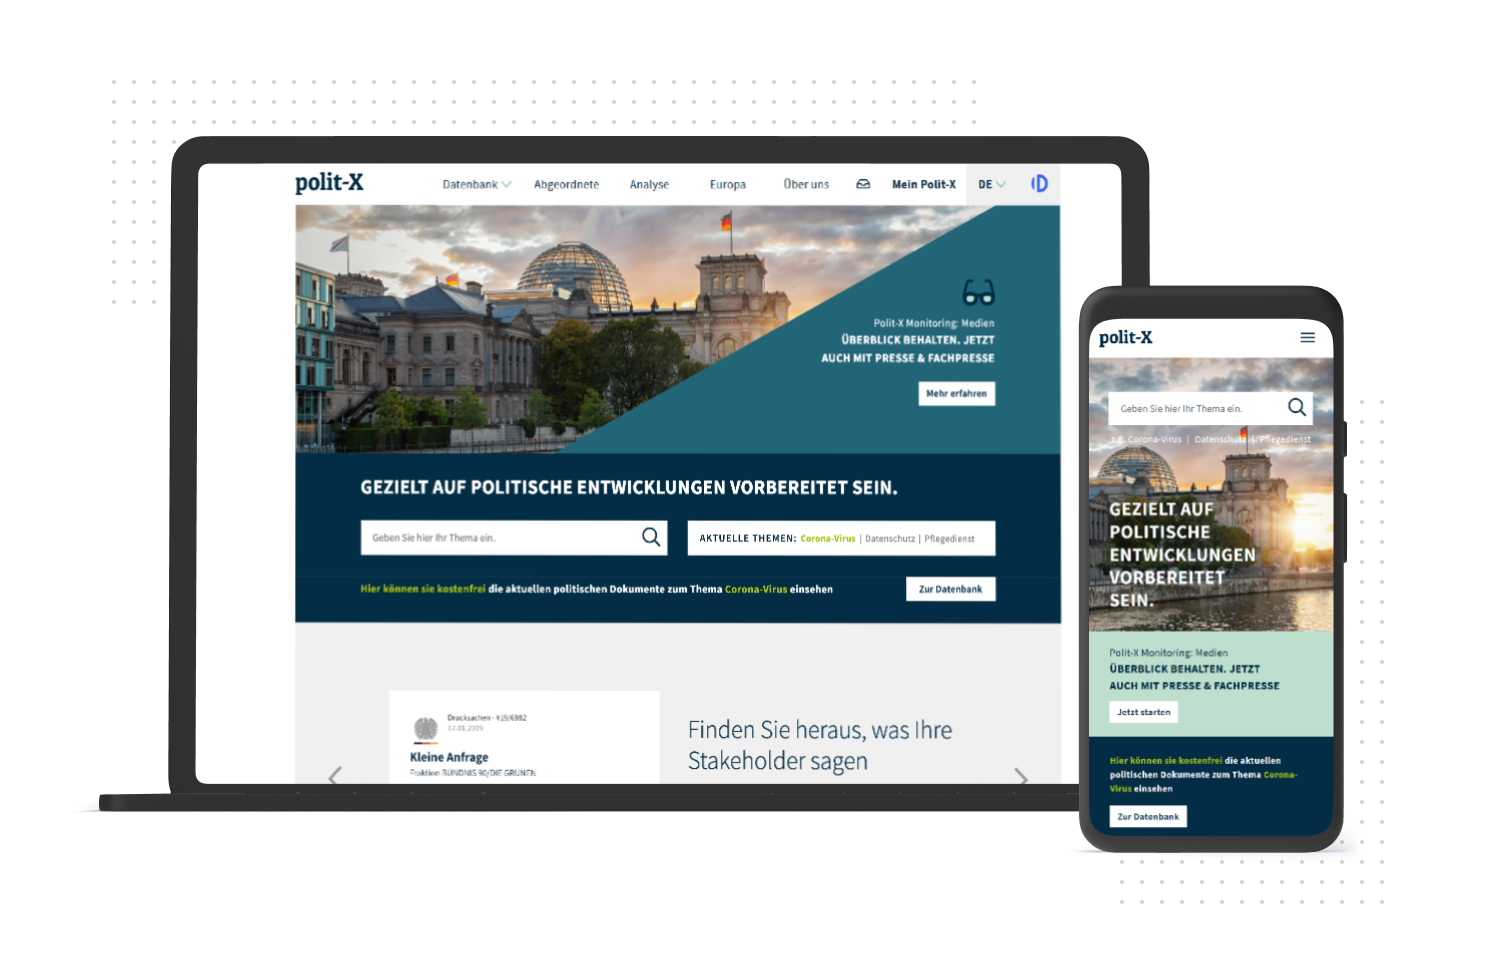 polit-X
Datenbank Abgeordnete Analyse Europa Über uns Mein Polit-X DE
Polit-X Monitoring: Medien
ÜBERBLICK BEHALTEN. JETZT
AUCH MIT PRESSE & FACHPRESSE
Mehr erfahren
GEZIELT AUF POLITISCHE ENTWICKLUNGEN VORBEREITET SEIN.
Geben Sie hier Ihr Thema ein.
AKTUELLE THEMEN: Corona-Virus | Datenschutz | Pflegedienst
Hier können sie kostenfrei die aktuellen politischen Dokumente zum Thema Corona-Virus einsehen
Zur Datenbank
Drucksachen -
Kleine Anfrage
Fraktion BÜNDNIS 90/DIE GRÜNEN
Finden Sie heraus, was Ihre
Stakeholder sagen
polit-X
Geben Sie hier Ihr Thema ein.
z.B. Corona-Virus | Datenschutz | Pflegedienst
GEZIELT AUF
POLITISCHE
ENTWICKLUNGEN
VORBEREITET
SEIN.
Polit-X Monitoring: Medien
ÜBERBLICK BEHALTEN. JETZT
AUCH MIT PRESSE & FACHPRESSE
Jetzt starten
Hier können sie kostenfrei die aktuellen
politischen Dokumente zum Thema Corona-
Virus einsehen
Zur Datenbank